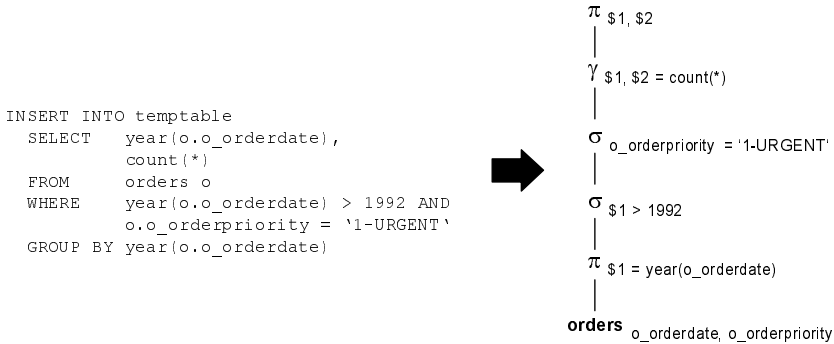 INSERT INTO temptable
SELECT year(o.o_orderdate),
count(*)
FROM orders o
WHERE year(o.o_orderdate) > 1992 AND
o.o_orderpriority = ‘1-URGENT‘
GROUP BY year(o.o_orderdate)
π $1, $2
γ $1, $2 = count(*)
σ o_orderpriority = ‘1-URGENT‘
σ $1 > 1992
π $1 = year(o_orderdate)
orders o_orderdate, o_orderpriority